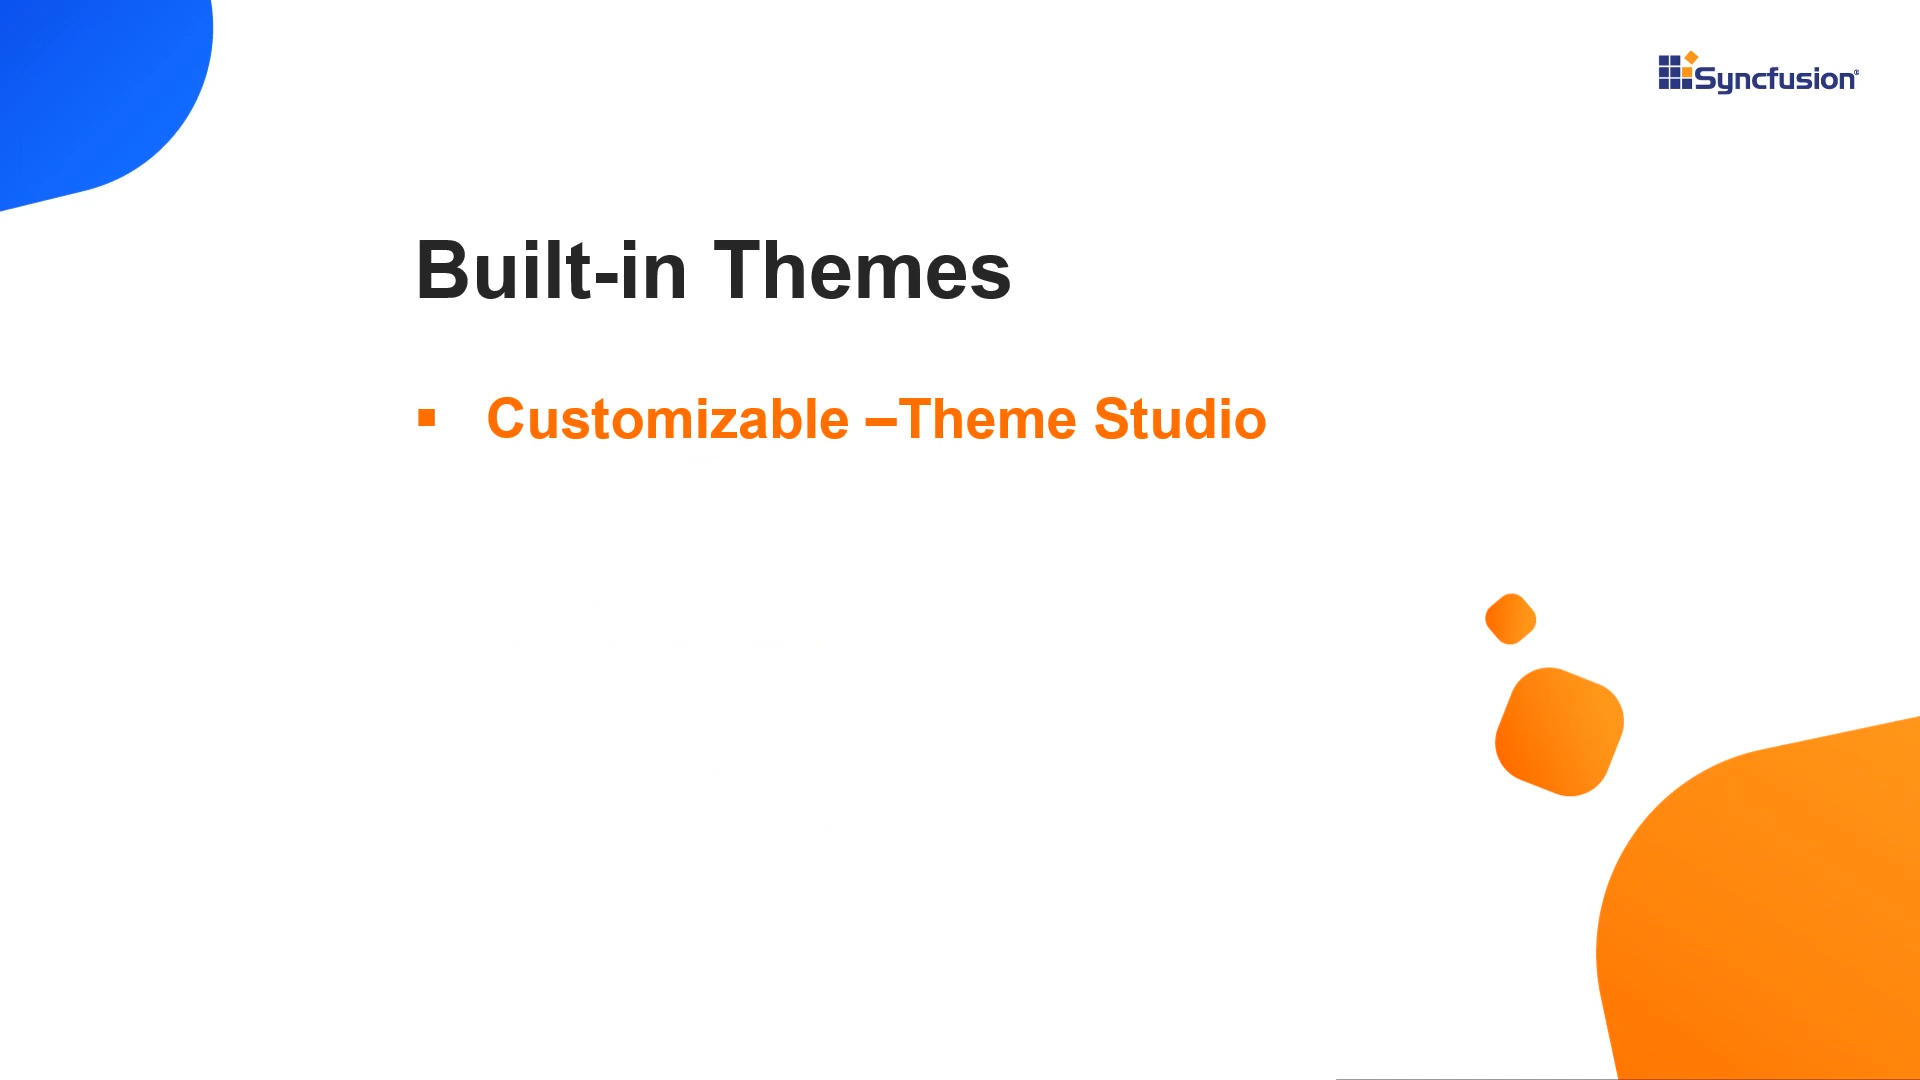 Syncfusion®
Built-in Themes
▪ Customizable –Theme Studio